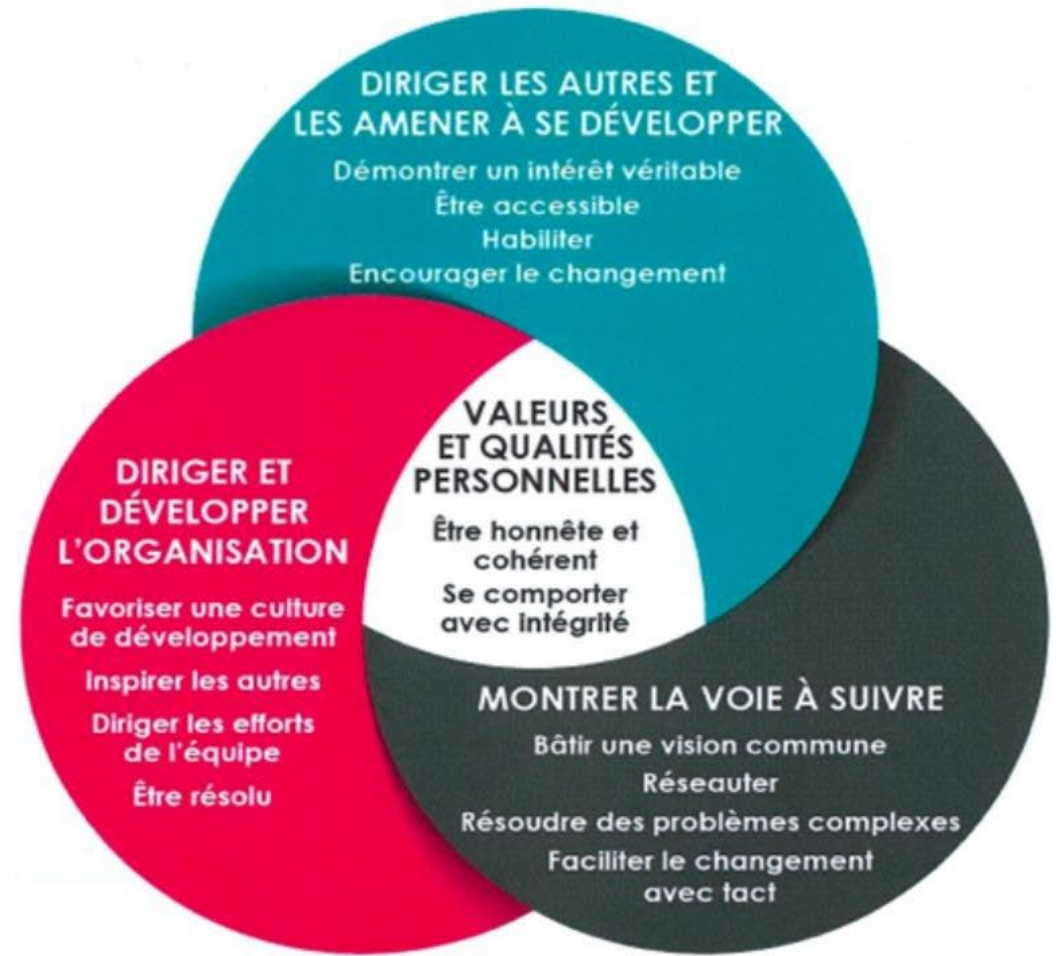 DIRIGER LES AUTRES ET
LES AMENER À SE DÉVELOPPER
Démontrer un intérêt véritable
Être accessible
Habiliter
Encourager le changement
VALEURS
ET QUALITÉS
PERSONNELLES
Être honnête et
cohérent
Se comporter
avec intégrité
DIRIGER ET
DÉVELOPPER
L'ORGANISATION
Favoriser une culture
de développement
Inspirer les autres
Diriger les efforts
de l'équipe
Être résolu
MONTRER LA VOIE À SUIVRE
Bâtir une vision commune
Réseauter
Résoudre des problèmes complexes
Faciliter le changement
avec tact